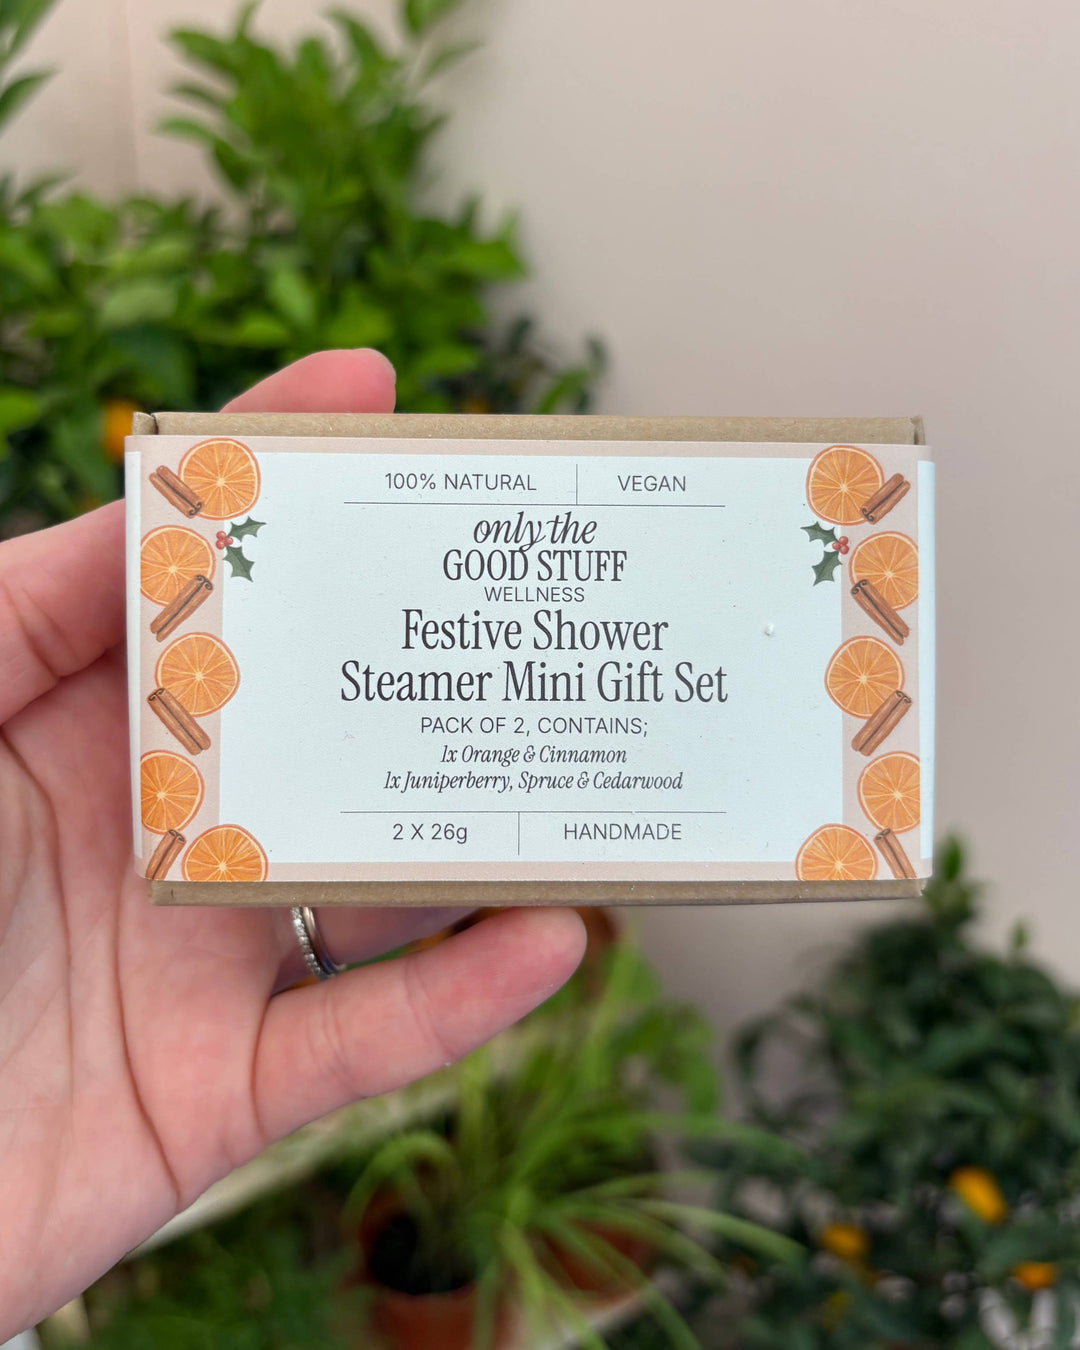 100% NATURAL VEGAN
only the
GOOD STUFF
WELLNESS
Festive Shower
Steamer Mini Gift Set
PACK OF 2, CONTAINS;
1x Orange & Cinnamon
1x Juniperberry, Spruce & Cedarwood
2 X 26g HANDMADE